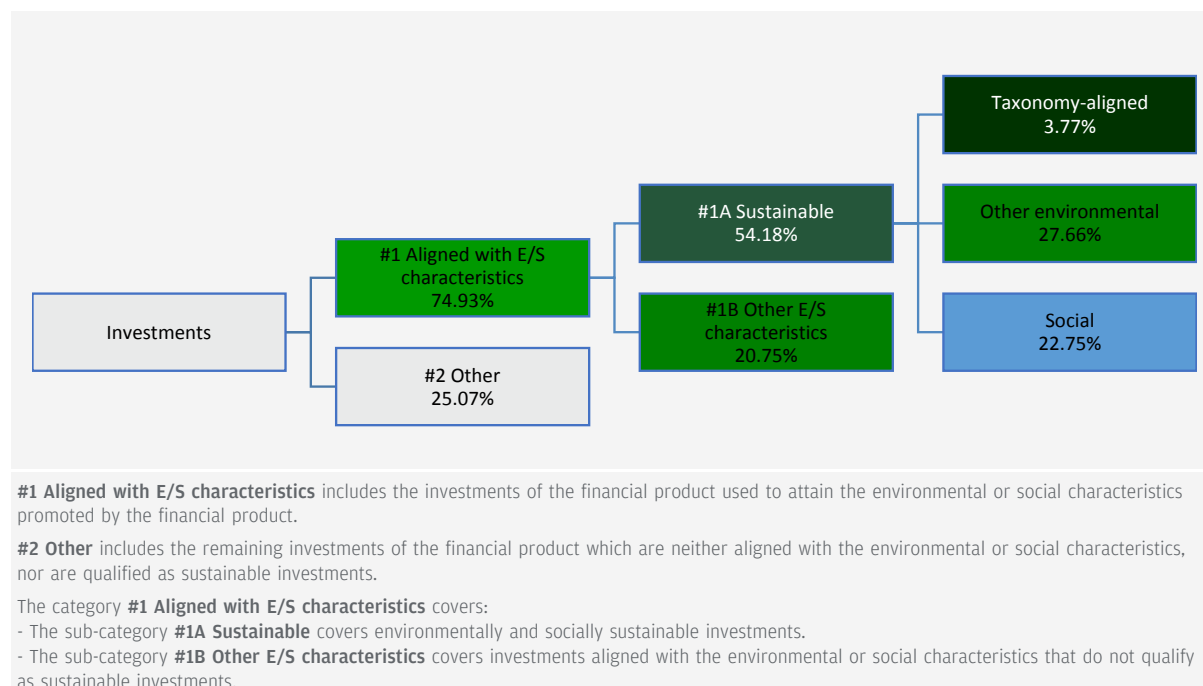 Taxonomy-aligned
3.77%
#1A Sustainable
54.18%
Other environmental
27.66%
#1 Aligned with E/S
characteristics
74.93%
Investments
#1B Other E/S
characteristics
20.75%
Social
22.75%
#2 Other
25.07%
#1 Aligned with E/S characteristics includes the investments of the financial product used to attain the environmental or social characteristics
promoted by the financial product.
#2 Other includes the remaining investments of the financial product which are neither aligned with the environmental or social characteristics,
nor are qualified as sustainable investments.
The category #1 Aligned with E/S characteristics covers:
- The sub-category #1A Sustainable covers environmentally and socially sustainable investments.
- The sub-category #1B Other E/S characteristics covers investments aligned with the environmental or social characteristics that do not qualify
as sustainable investments.